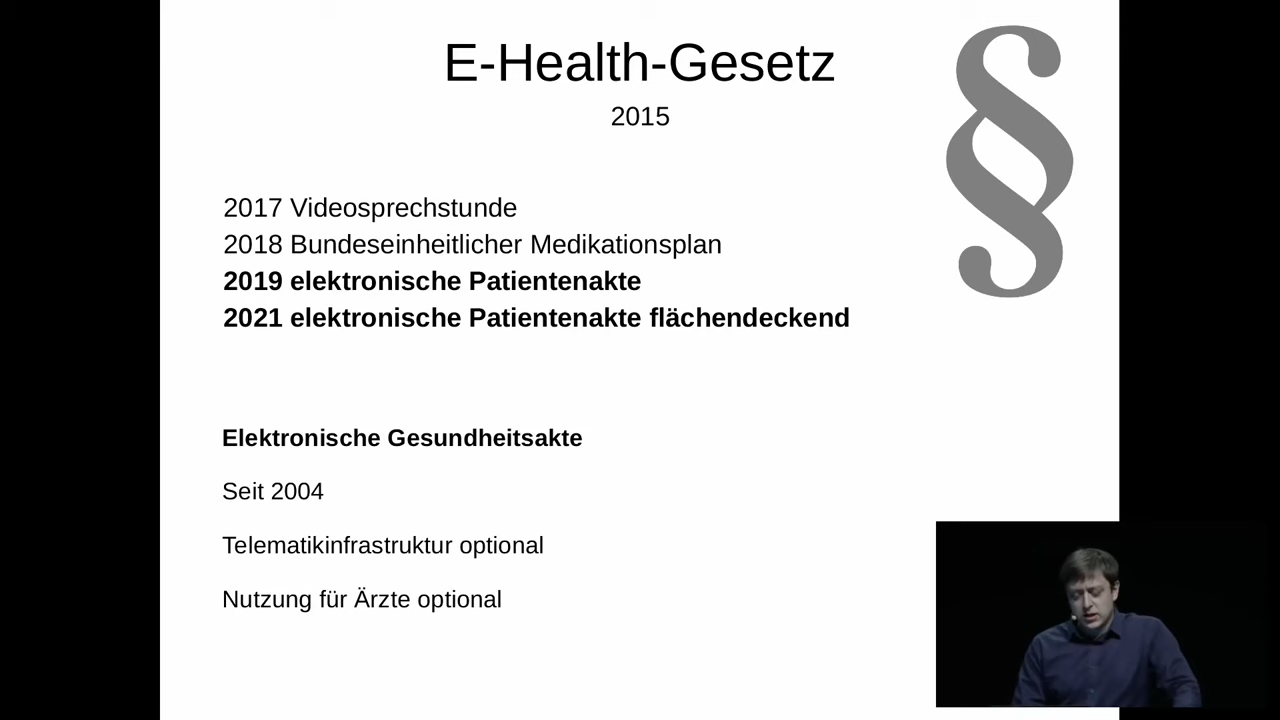 E-Health-Gesetz
2015
§
2017 Videosprechstunde
2018 Bundeseinheitlicher Medikationsplan
2019 elektronische Patientenakte
2021 elektronische Patientenakte flächendeckend
Elektronische Gesundheitsakte
Seit 2004
Telematikinfrastruktur optional
Nutzung für Ärzte optional